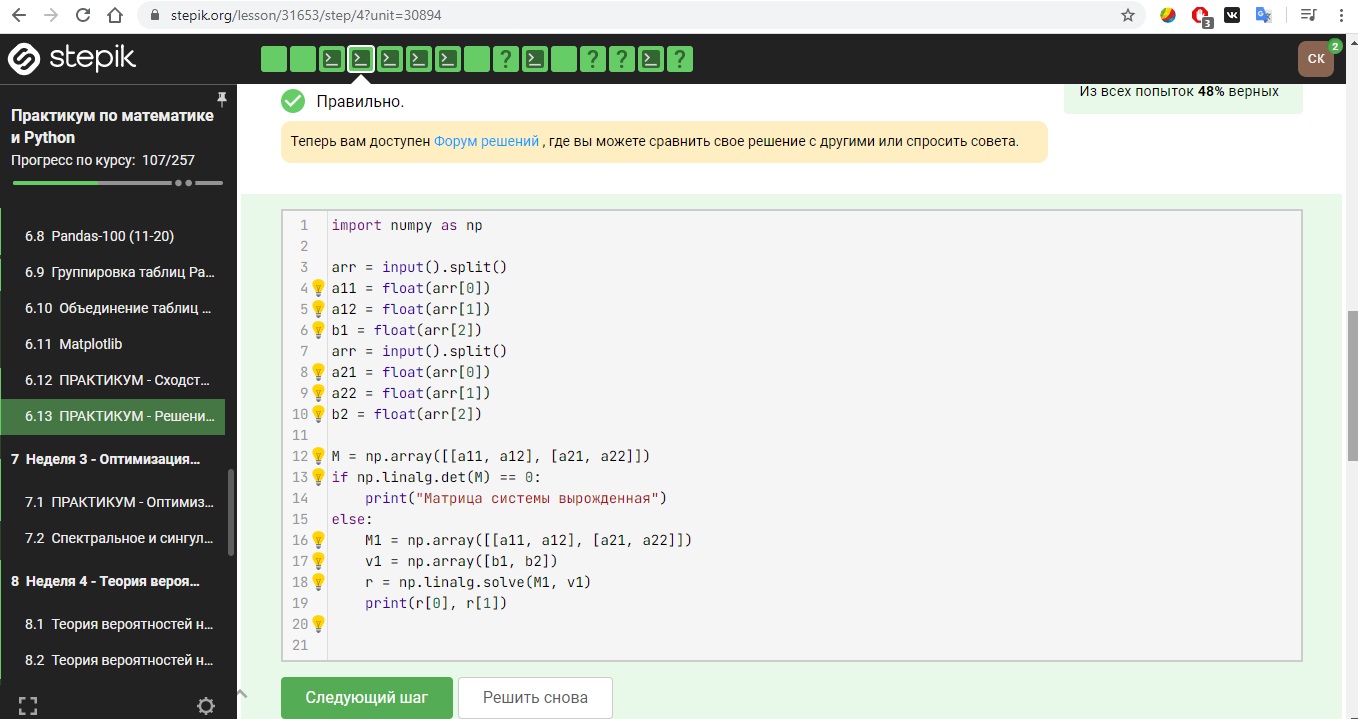 stepik.org/lesson/31653/step/4?unit=30894
3
stepik
? ? ? ?
СК
2
Практикум по математике
и Python
Прогресс по курсу: 107/257
6.8 Pandas-100 (11-20)
6.9 Группировка таблиц Pa...
6.10 Объединение таблиц ...
6.11 Matplotlib
6.12 ПРАКТИКУМ - Сходст...
6.13 ПРАКТИКУМ - Решени...
7 Неделя 3 - Оптимизация...
7.1 ПРАКТИКУМ - Оптимиз...
7.2 Спектральное и сингул...
8 Неделя 4 - Теория вероя...
8.1 Теория вероятностей н...
8.2 Теория вероятностей н...
Правильно.
Из всех попыток 48% верных
Теперь вам доступен Форум решений , где вы можете сравнить свое решение с другими или спросить совета.
1 import numpy as np
2
3 arr = input().split()
4 a11 = float(arr[0])
5 a12 = float(arr[1])
6 b1 = float(arr[2])
7 arr = input().split()
8 a21 = float(arr[0])
9 a22 = float(arr[1])
10 b2 = float(arr[2])
11
12 M = np.array([[a11, a12], [a21, a22]])
13 if np.linalg.det(M) == 0:
14     print("Матрица системы вырожденная")
15 else:
16     M1 = np.array([[a11, a12], [a21, a22]])
17     v1 = np.array([b1, b2])
18     r = np.linalg.solve(M1, v1)
19     print(r[0], r[1])
20
21
Следующий шаг
Решить снова